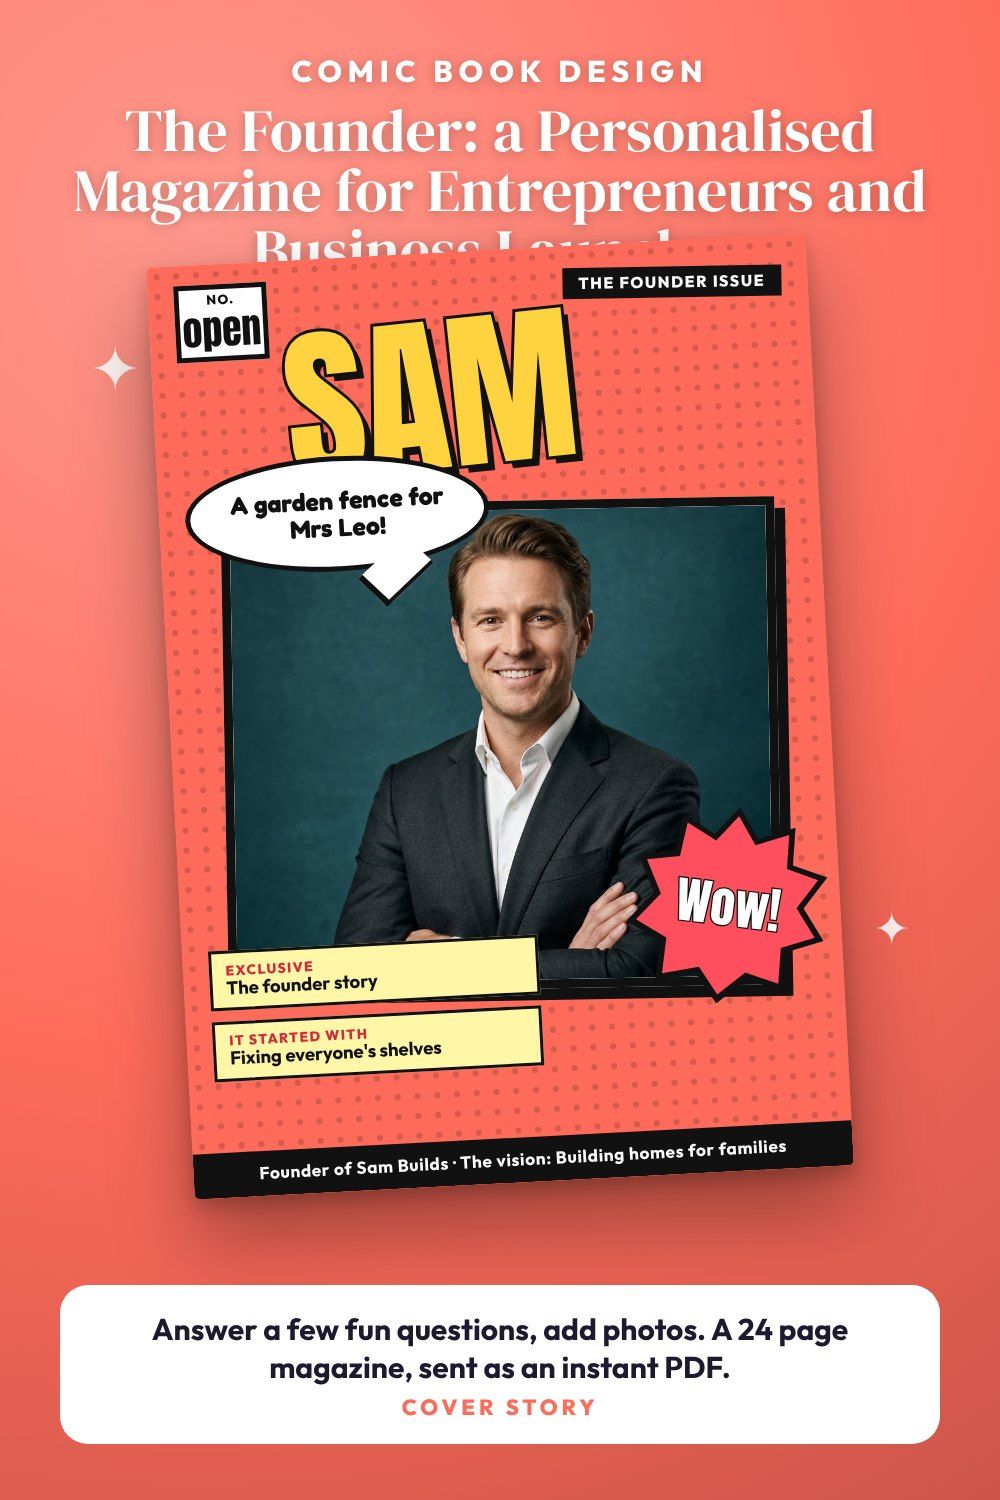 COMIC BOOK DESIGN
The Founder: a Personalised
Magazine for Entrepreneurs and
Business
NO.
open
THE FOUNDER ISSUE
SAM
A garden fence for
Mrs Leo!
Wow!
EXCLUSIVE
The founder story
IT STARTED WITH
Fixing everyone's shelves
Founder of Sam Builds · The vision: Building homes for families
Answer a few fun questions, add photos. A 24 page
magazine, sent as an instant PDF.
COVER STORY